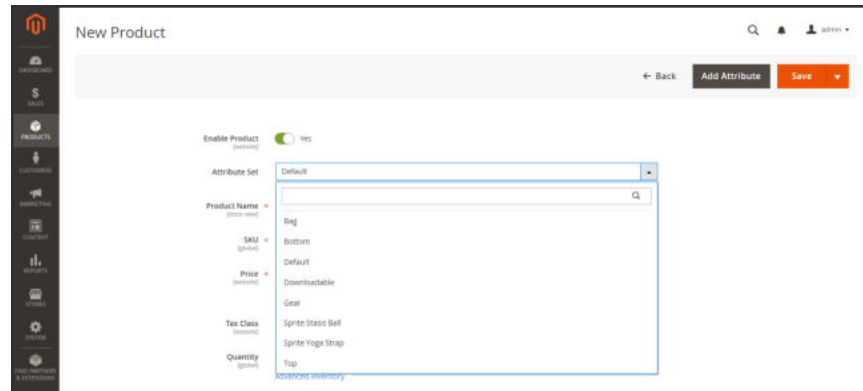 New Product
admin
DASHBOARD
$
SALES
PRODUCTS
CUSTOMERS
MARKETING
CONTENT
REPORTS
STORES
SYSTEM
FIND PARTNERS
& EXTENSIONS
← Back
Add Attribute
Save
Enable Product
[website]
Yes
Attribute Set
Default
Product Name *
[store view]
Bag
SKU *
[global]
Bottom
Default
Price *
[website]
Downloadable
Gear
Tax Class
[website]
Sprite Stasis Ball
Sprite Yoga Strap
Quantity
[global]
Top
Advanced Inventory